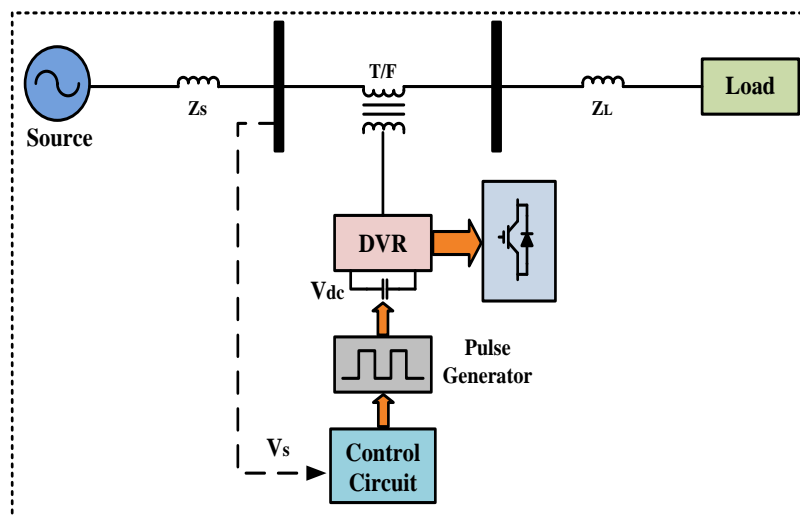 T/F
Source
Zs
ZL
Load
DVR
Vdc
Pulse
Generator
Vs
Control
Circuit